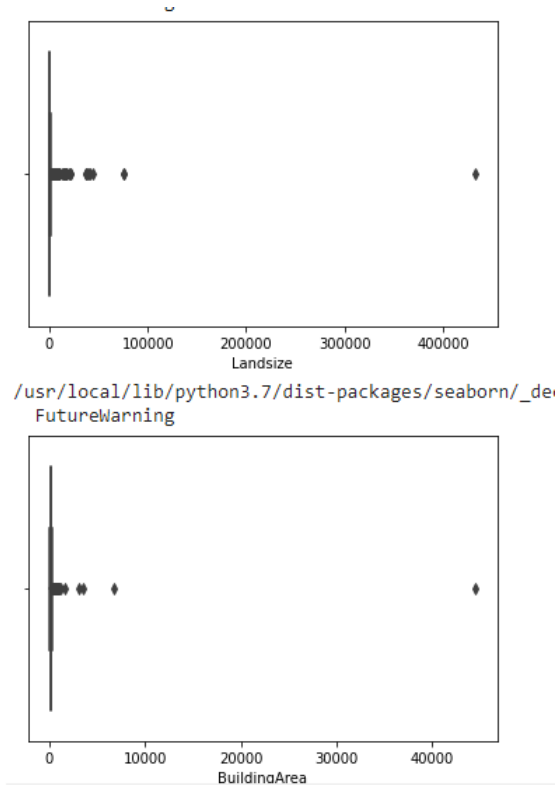 0 100000 200000 300000 400000
Landsize
/usr/local/lib/python3.7/dist-packages/seaborn/_de
FutureWarning
0 10000 20000 30000 40000
BuildingArea